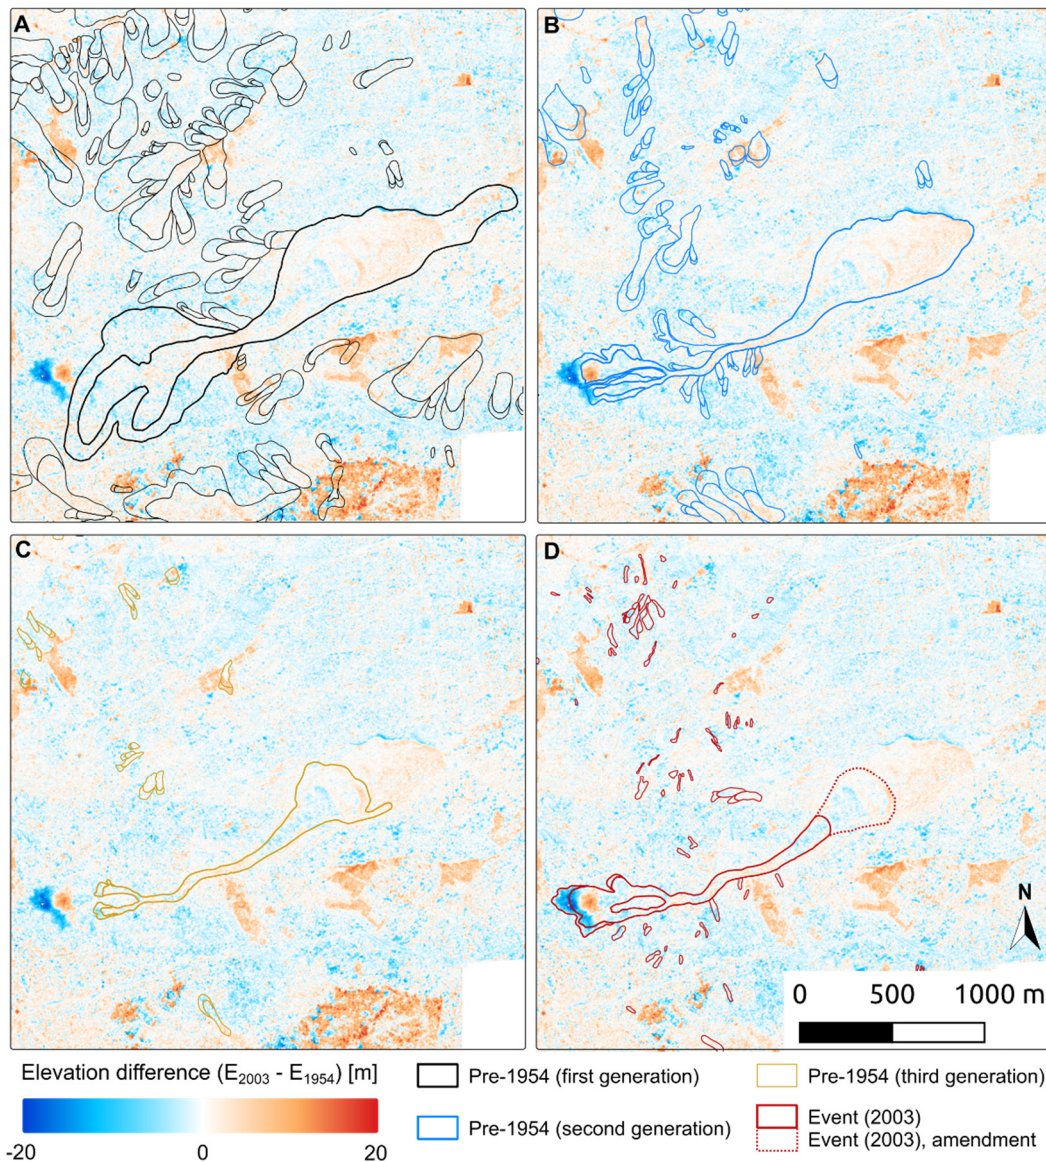 A
B
C
D
N
0 500 1000 m
Elevation difference (E2003 - E1954) [m]
-20 0 20
Pre-1954 (first generation)
Pre-1954 (second generation)
Pre-1954 (third generation)
Event (2003)
Event (2003), amendment